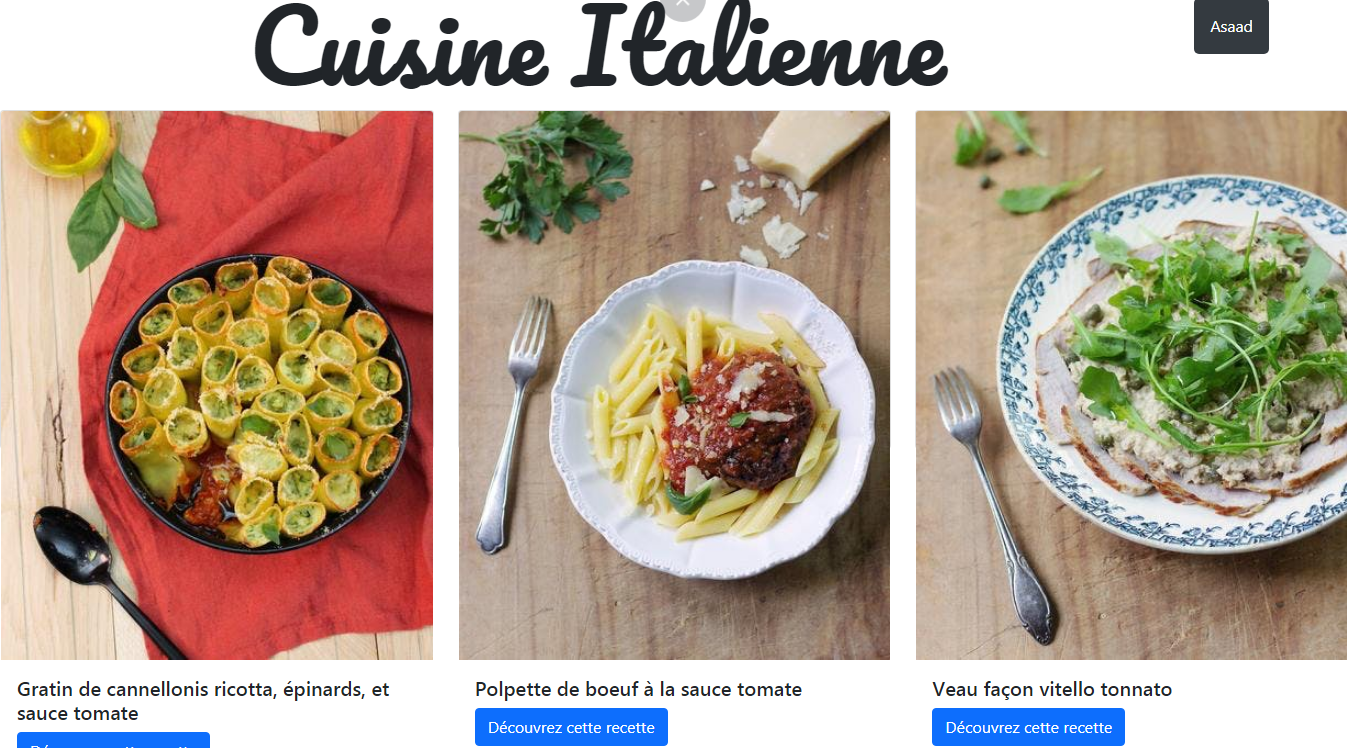 Cuisine Italienne
Asaad
Gratin de cannellonis ricotta, épinards, et
sauce tomate
Polpette de boeuf à la sauce tomate
Veau façon vitello tonnato
Découvrez cette recette
Découvrez cette recette